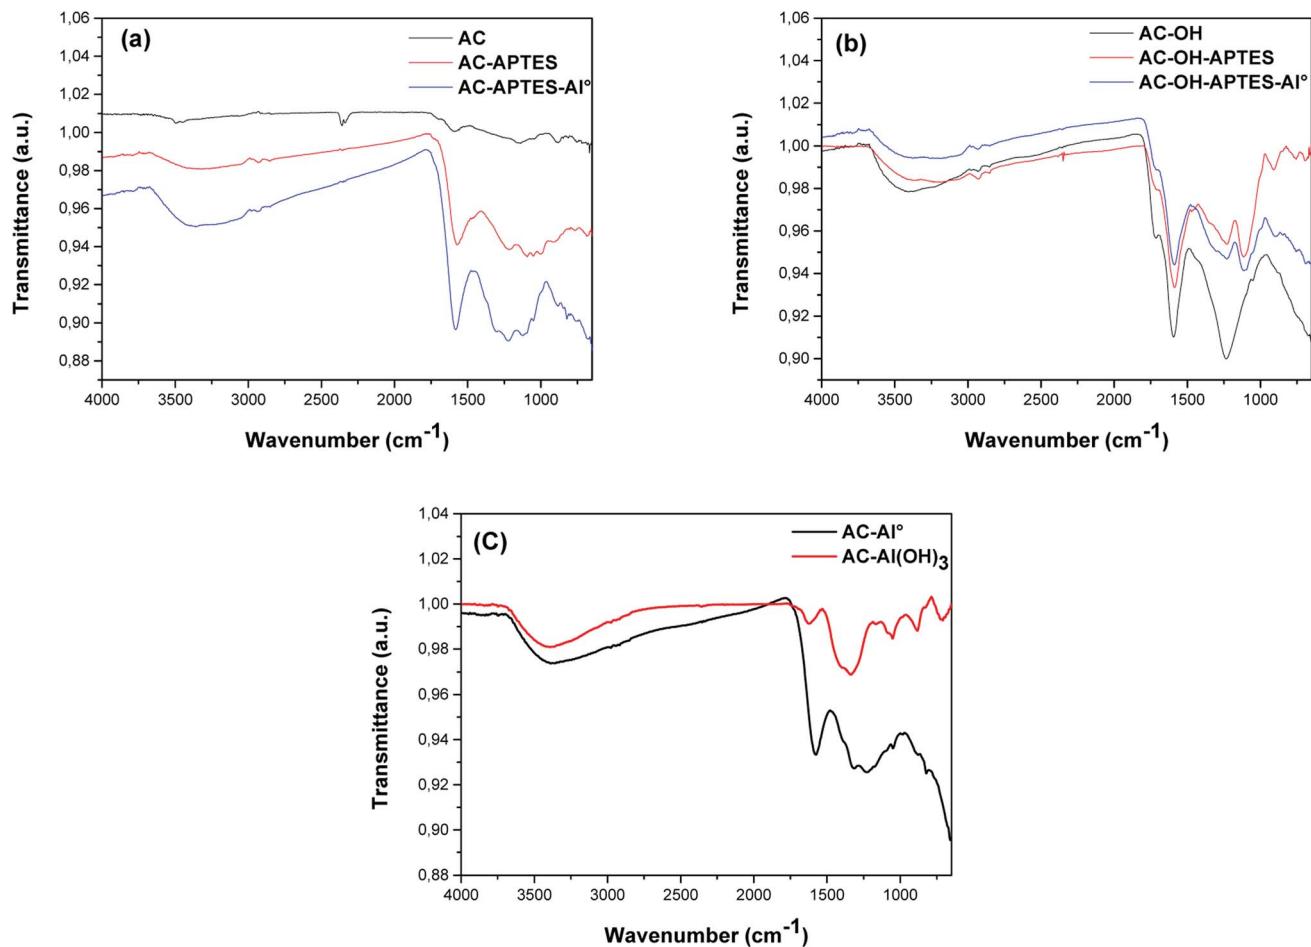 (a)
AC
AC-APTES
AC-APTES-Al°
1,06
1,04
1,02
1,00
0,98
0,96
0,94
0,92
0,90
0,88
Transmittance (a.u.)
4000 3500 3000 2500 2000 1500 1000
Wavenumber (cm-1)
(b)
AC-OH
AC-OH-APTES
AC-OH-APTES-Al°
1,06
1,04
1,02
1,00
0,98
0,96
0,94
0,92
0,90
Transmittance (a.u.)
4000 3500 3000 2500 2000 1500 1000
Wavenumber (cm-1)
(C)
AC-Al°
AC-Al(OH)3
1,04
1,02
1,00
0,98
0,96
0,94
0,92
0,90
0,88
Transmittance (a.u.)
4000 3500 3000 2500 2000 1500 1000
Wavenumber (cm-1)